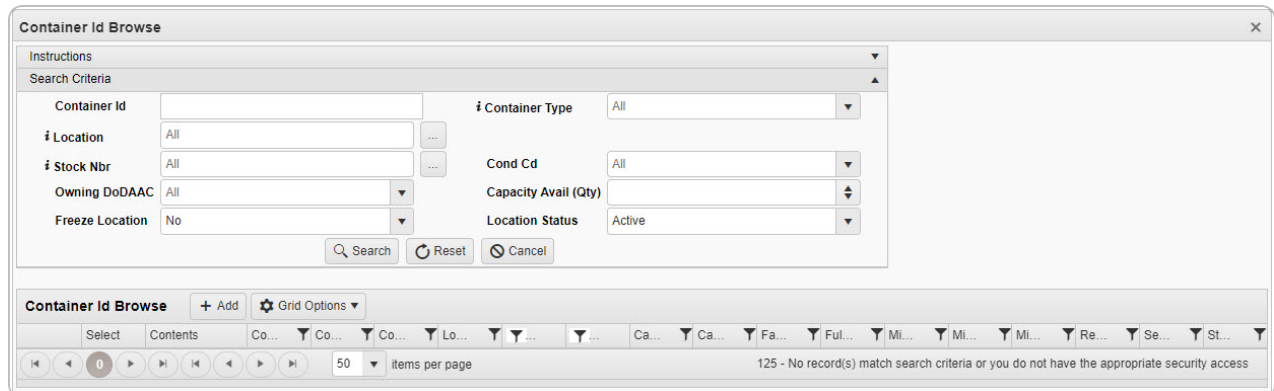 Container Id Browse
Instructions
Search Criteria
Container Id
i Container Type All
i Location All ...
i Stock Nbr All ... Cond Cd All
Owning DoDAAC All Capacity Avail (Qty)
Freeze Location No Location Status Active
Search Reset Cancel
Container Id Browse + Add Grid Options
Select Contents Co... Co... Co... Lo... ... ... Ca... Ca... Fa... Ful... Mi... Mi... Mi... Re... Se... St...
0 50 items per page 125 - No record(s) match search criteria or you do not have the appropriate security access